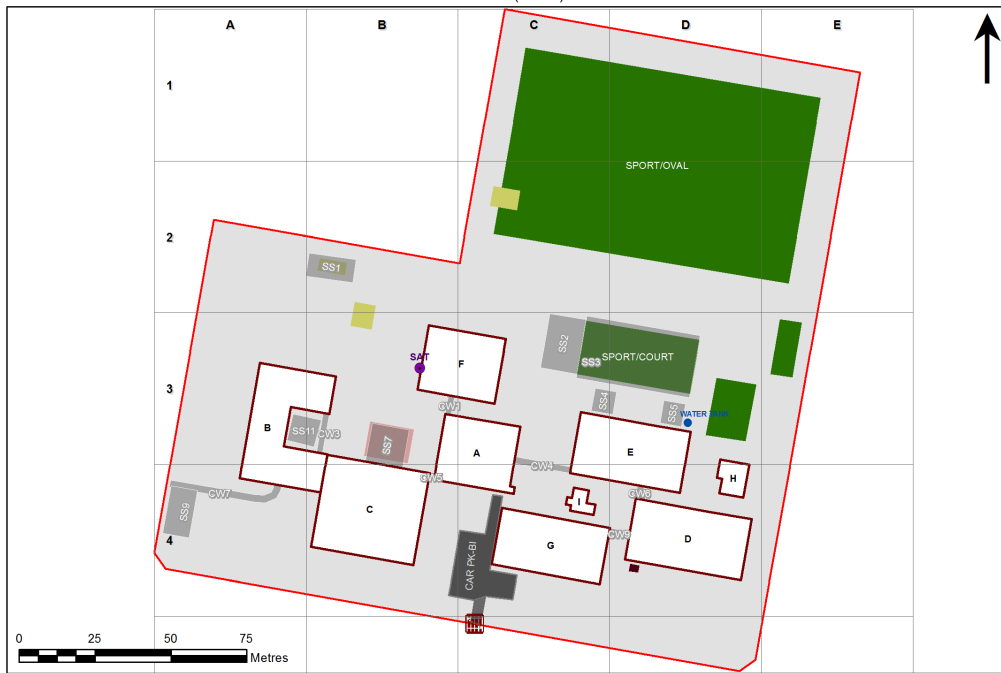 A B C D E
1
SPORT/OVAL
2
SS1
SS2
SPORT/COURT
SS3
SAT
F
3
SS4
SS5
WATER TANK
CW1
B
SS11
CW3
SS7
A
E
CW4
CW5
H
CW7
CW6
SS9
C
I
CW9
D
G
4
CAR PK-BI
0 25 50 75
Metres